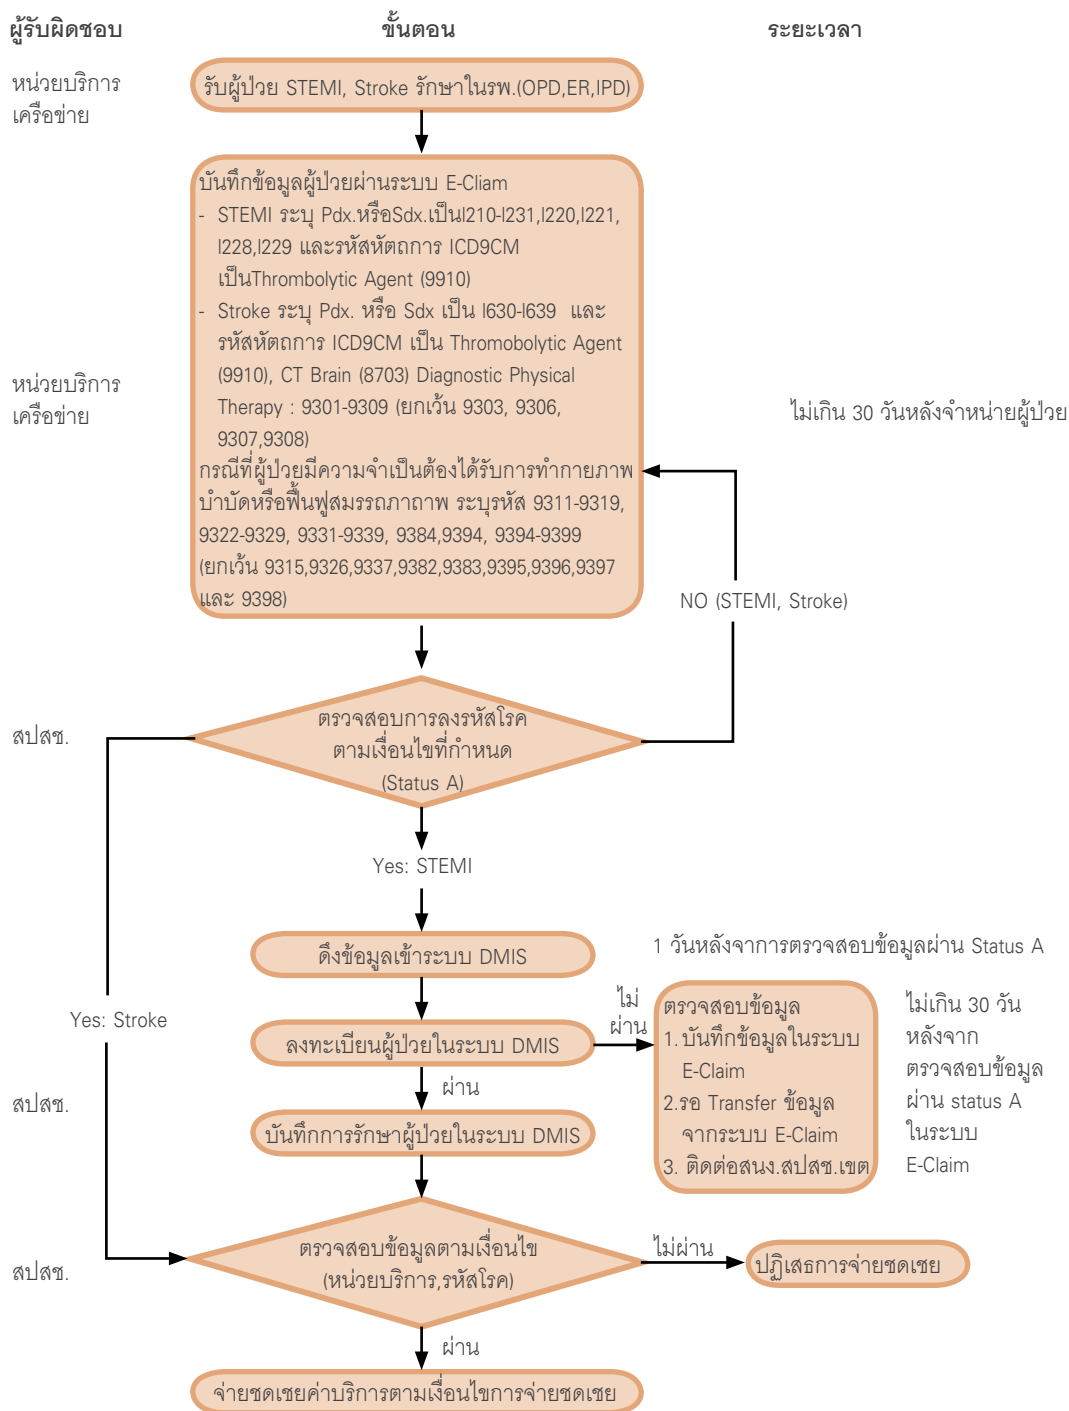 ผู้รับผิดชอบ
ขั้นตอน
ระยะเวลา
หน่วยบริการ
เครือข่าย
รับผู้ป่วย STEMI, Stroke รักษาในรพ.(OPD,ER,IPD)
บันทึกข้อมูลผู้ป่วยผ่านระบบ E-Cliam
- STEMI ระบุ Pdx.หรือSdx.เป็นI210-I231,I220,I221,
I228,I229 และรหัสหัตถการ ICD9CM
เป็นThrombolytic Agent (9910)
- Stroke ระบุ Pdx. หรือ Sdx เป็น I630-I639 และ
รหัสหัตถการ ICD9CM เป็น Thromobolytic Agent
(9910), CT Brain (8703) Diagnostic Physical
Therapy : 9301-9309 (ยกเว้น 9303, 9306,
9307,9308)
กรณีที่ผู้ป่วยมีความจำเป็นต้องได้รับการทำกายภาพ
บำบัดหรือฟื้นฟูสมรรถภาถาพ ระบุรหัส 9311-9319,
9322-9329, 9331-9339, 9384,9394, 9394-9399
(ยกเว้น 9315,9326,9337,9382,9383,9395,9396,9397
และ 9398)
หน่วยบริการ
เครือข่าย
ไม่เกิน 30 วันหลังจำหน่ายผู้ป่วย
NO (STEMI, Stroke)
สปสช.
ตรวจสอบการลงรหัสโรค
ตามเงื่อนไขที่กำหนด
(Status A)
Yes: STEMI
ดึงข้อมูลเข้าระบบ DMIS
1 วันหลังจาการตรวจสอบข้อมูลผ่าน Status A
Yes: Stroke
ลงทะเบียนผู้ป่วยในระบบ DMIS
ไม่
ผ่าน
ตรวจสอบข้อมูล
1. บันทึกข้อมูลในระบบ
E-Claim
2.รอ Transfer ข้อมูล
จากระบบ E-Claim
3. ติดต่อสนง.สปสช.เขต
ไม่เกิน 30 วัน
หลังจาก
ตรวจสอบข้อมูล
ผ่าน status A
ในระบบ
E-Claim
ผ่าน
สปสช.
บันทึกการรักษาผู้ป่วยในระบบ DMIS
สปสช.
ตรวจสอบข้อมูลตามเงื่อนไข
(หน่วยบริการ,รหัสโรค)
ไม่ผ่าน
ปฏิเสธการจ่ายชดเชย
ผ่าน
จ่ายชดเชยค่าบริการตามเงื่อนไขการจ่ายชดเชย